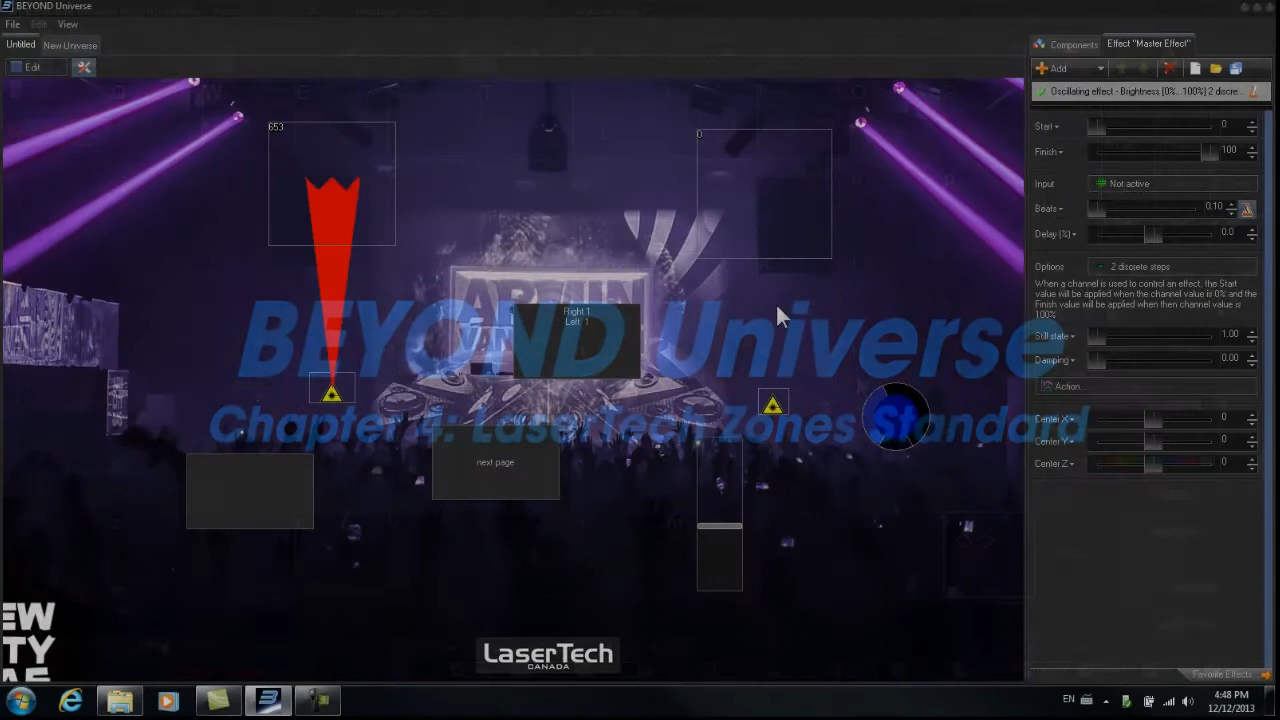 BEYOND Universe
File Edit View
Untitled New Universe
Edit
Components Effect "Master Effect"
Add
Oscillating effect - Brightness [0%...100%] 2 discre...
Start 0
Finish 100
Input Not active
Beats 0.10
Delay (%) 0.0
Options 2 discrete steps
When a channel is used to control an effect, the Start
value will be applied when the channel value is 0% and the
Finish value will be applied when then channel value is
100%
Still state 1.00
Damping 0.00
Action...
Center X 0
Center Y 0
Center Z 0
653
0
Right 1
Left 1
BEYOND Universe
Chapter 4: LaserTech Zones Standard
next page
EW
TY
LaserTech
CANADA
Favorite Effects
EN
4:48 PM
12/12/2013